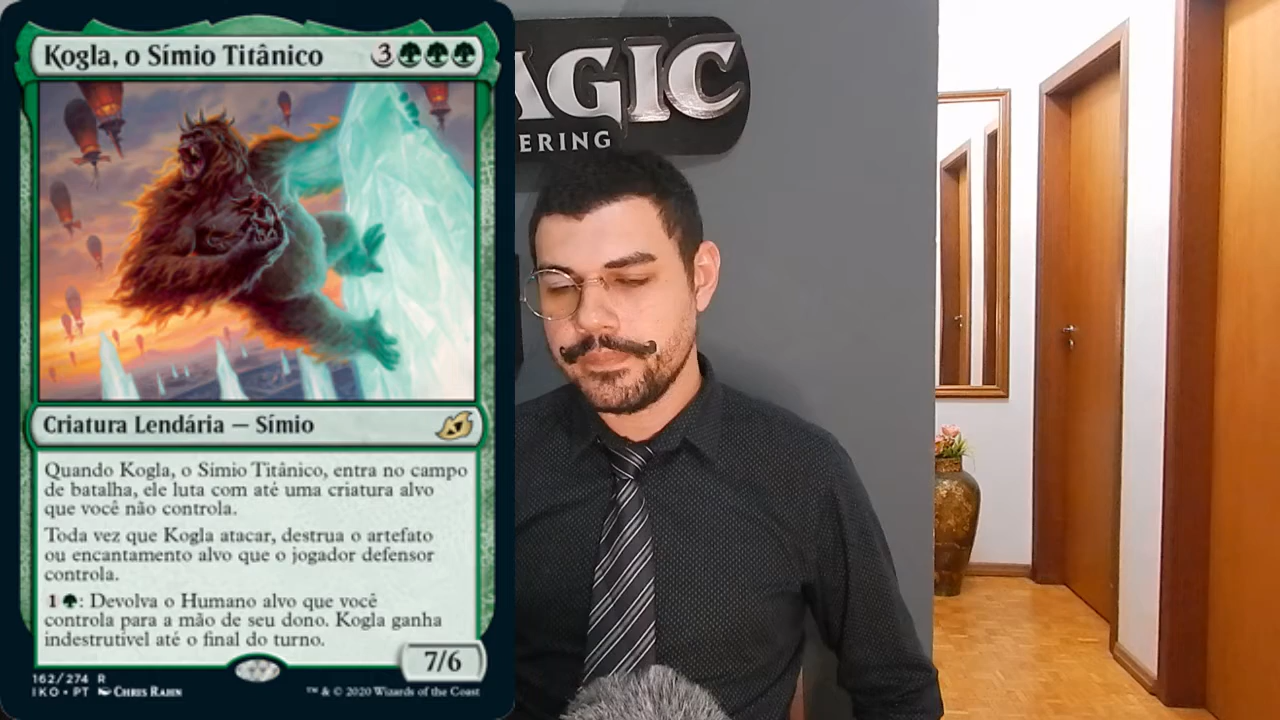 Kogla, o Símio Titânico 3
Criatura Lendária — Símio
Quando Kogla, o Símio Titânico, entra no campo
de batalha, ele luta com até uma criatura alvo
que você não controla.
Toda vez que Kogla atacar, destrua o artefato
ou encantamento alvo que o jogador defensor
controla.
1 : Devolva o Humano alvo que você
controla para a mão de seu dono. Kogla ganha
indestrutível até o final do turno.
7/6
162/274 R
IKO • PT Chris Rahn
™ & © 2020 Wizards of the Coast
AGIC
ERING